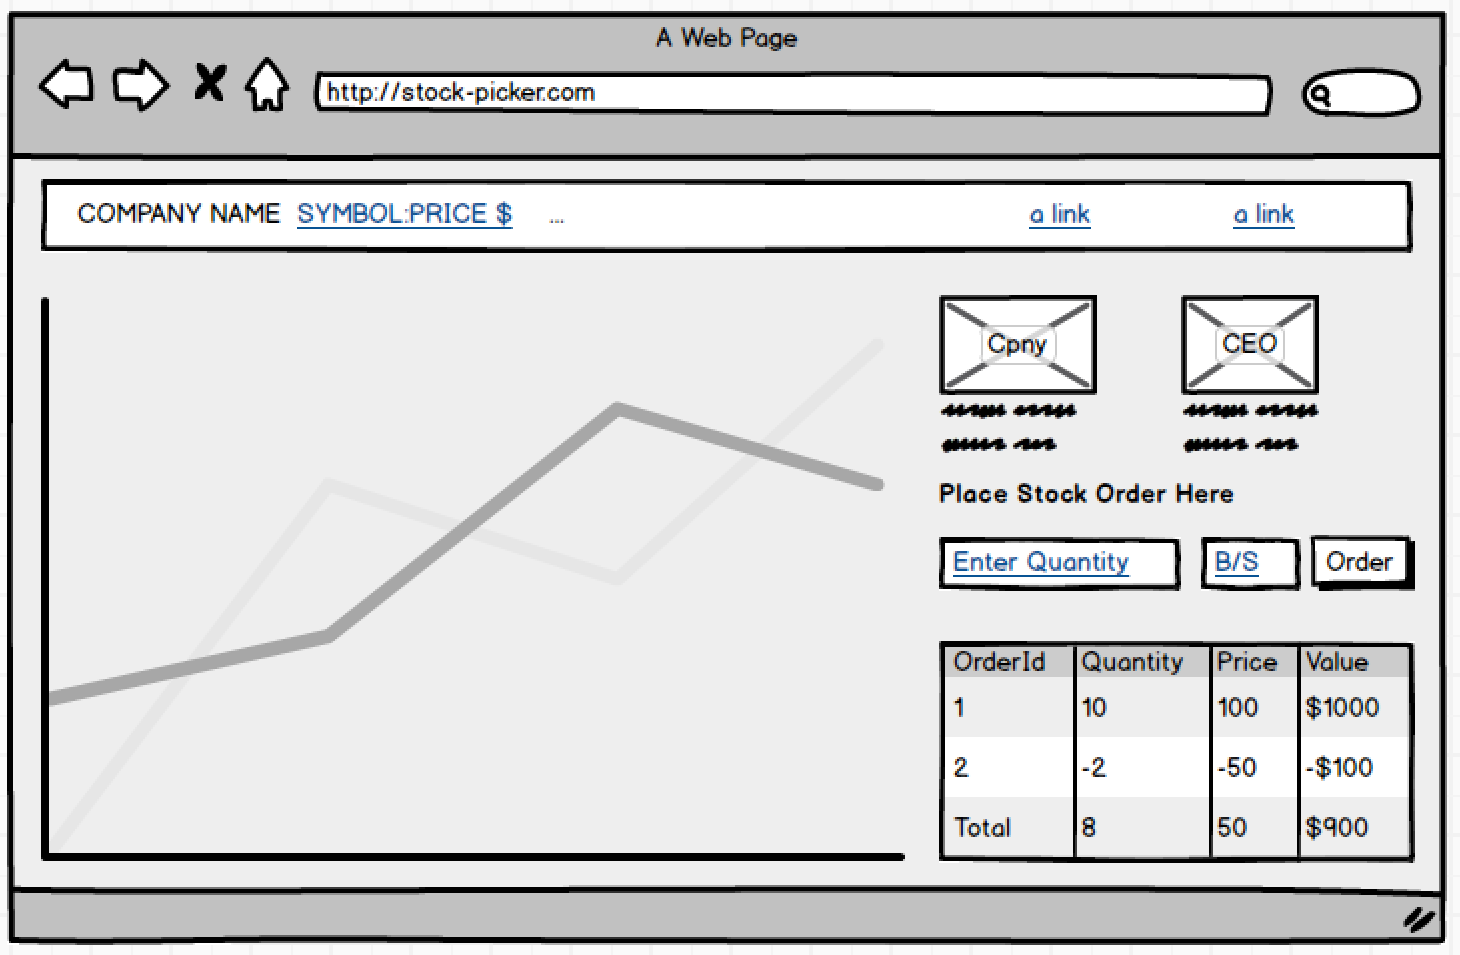 A Web Page
http://stock-picker.com
COMPANY NAME SYMBOL:PRICE $ ... a link a link
Cpny CEO
Place Stock Order Here
Enter Quantity B/S Order
OrderId Quantity Price Value
1 10 100 $1000
2 -2 -50 -$100
Total 8 50 $900